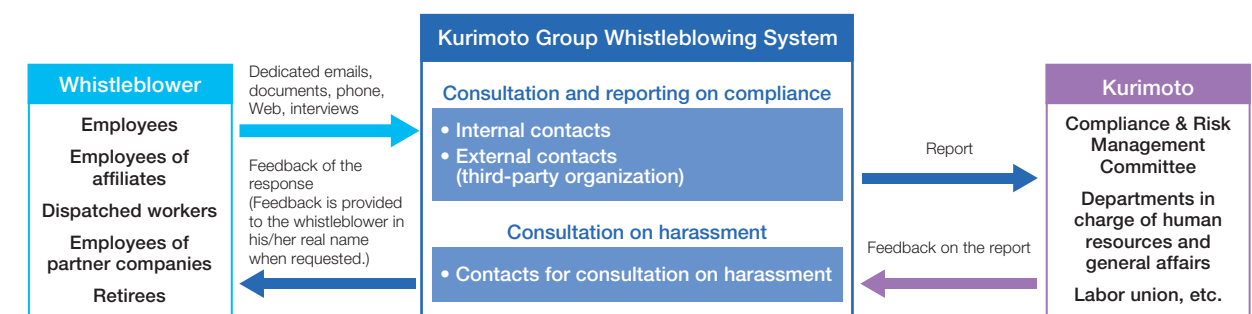 Kurimoto Group Whistleblowing System
Whistleblower
Employees
Employees of
affiliates
Dispatched workers
Employees of
partner companies
Retirees
Dedicated emails,
documents, phone,
Web, interviews
Feedback of the
response
(Feedback is provided
to the whistleblower in
his/her real name
when requested.)
Consultation and reporting on compliance
• Internal contacts
• External contacts
(third-party organization)
Consultation on harassment
• Contacts for consultation on harassment
Report
Feedback on the report
Kurimoto
Compliance & Risk
Management
Committee
Departments in
charge of human
resources and
general affairs
Labor union, etc.